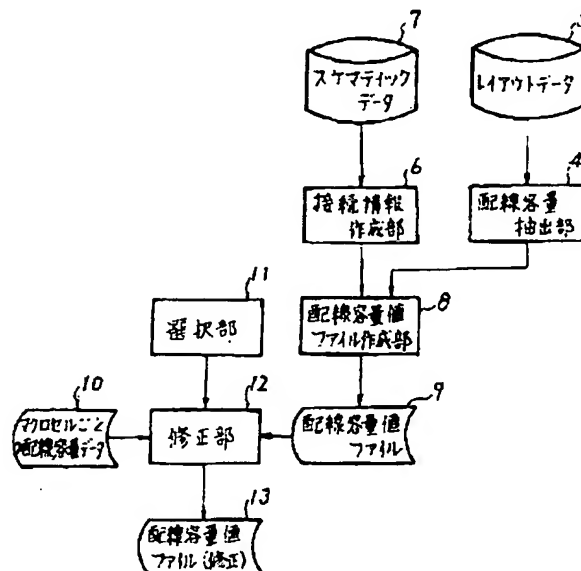 7
スケマティック
データ
レイアウトデータ
6
接続情報
作成部
4
配線容量
抽出部
11
選択部
8
配線容量値
ファイル作成部
10
マクロセルごと
配線容量データ
12
修正部
9
配線容量値
ファイル
13
配線容量値
ファイル(修正)